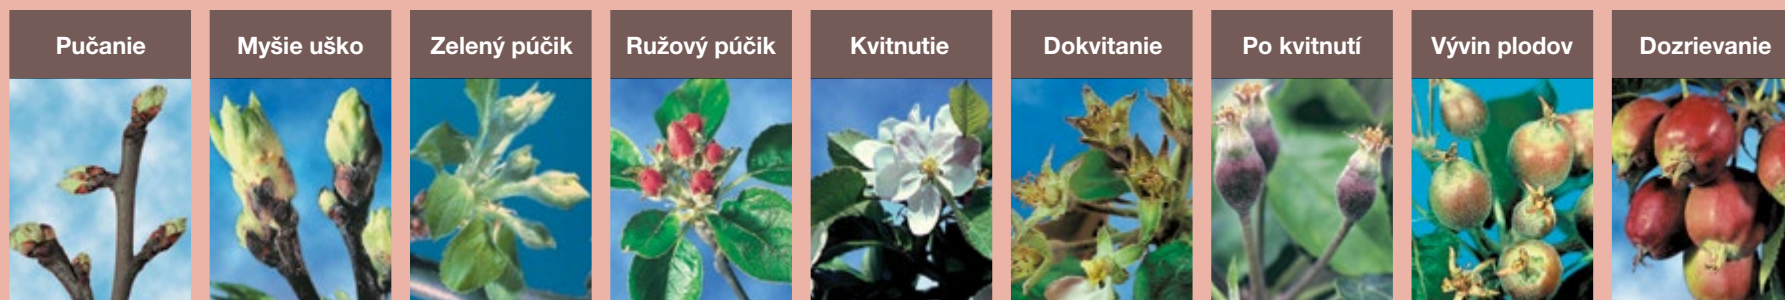 Pučanie
Myšie uško
Zelený púčik
Ružový púčik
Kvitnutie
Dokvitanie
Po kvitnutí
Vývin plodov
Dozrievanie